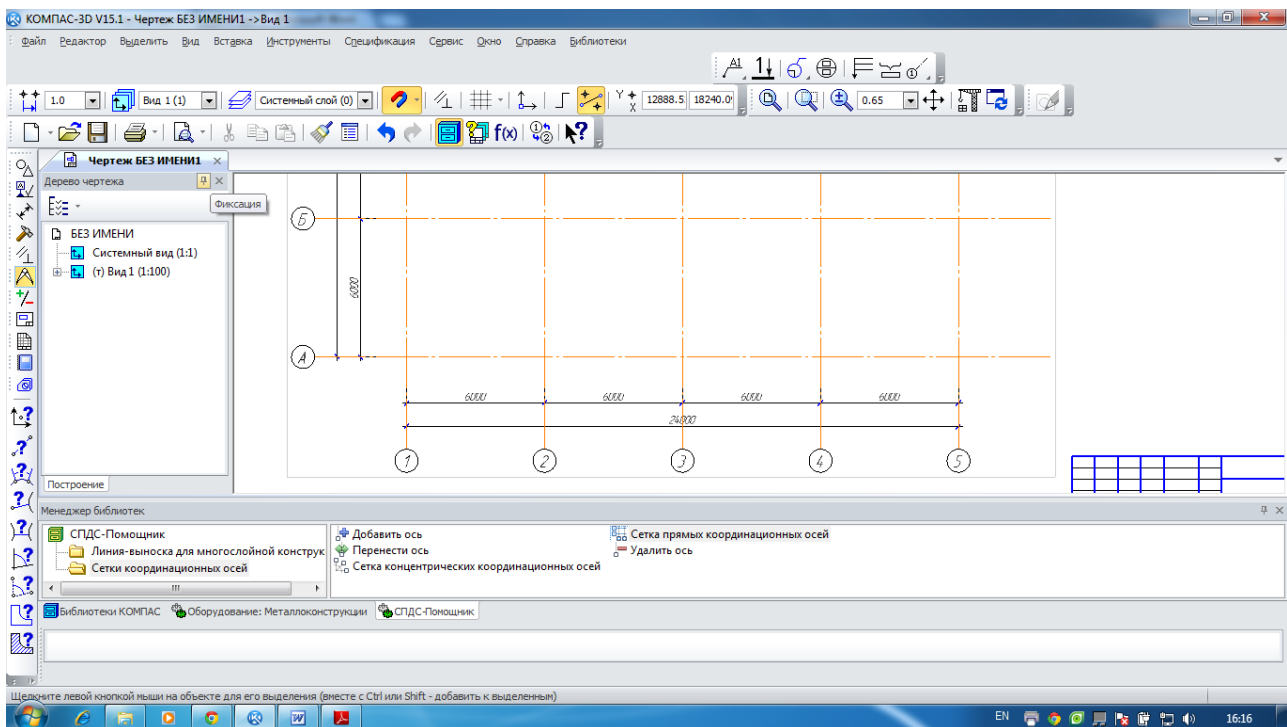 КОМПАС-3D V15.1 - Чертеж БЕЗ ИМЕНИ1 ->Вид 1
Файл Редактор Выделить Вид Вставка Инструменты Спецификация Сервис Окно Справка Библиотеки
1.0 Вид 1 (1) Системный слой (0) Y X 12888.5 18240.0 0.65
f(x)
Чертеж БЕЗ ИМЕНИ1
Дерево чертежа
Фиксация
БЕЗ ИМЕНИ
Системный вид (1:1)
(т) Вид 1 (1:100)
Построение
Б
6000
А
6000 6000 6000 6000
24000
1 2 3 4 5
Менеджер библиотек
СПДС-Помощник
Линия-выноска для многослойной конструк
Сетки координационных осей
Добавить ось
Перенести ось
Сетка концентрических координационных осей
Сетка прямых координационных осей
Удалить ось
Библиотеки КОМПАС Оборудование: Металлоконструкции СПДС-Помощник
Щелкните левой кнопкой мыши на объекте для его выделения (вместе с Ctrl или Shift - добавить к выделенным)
EN 16:16